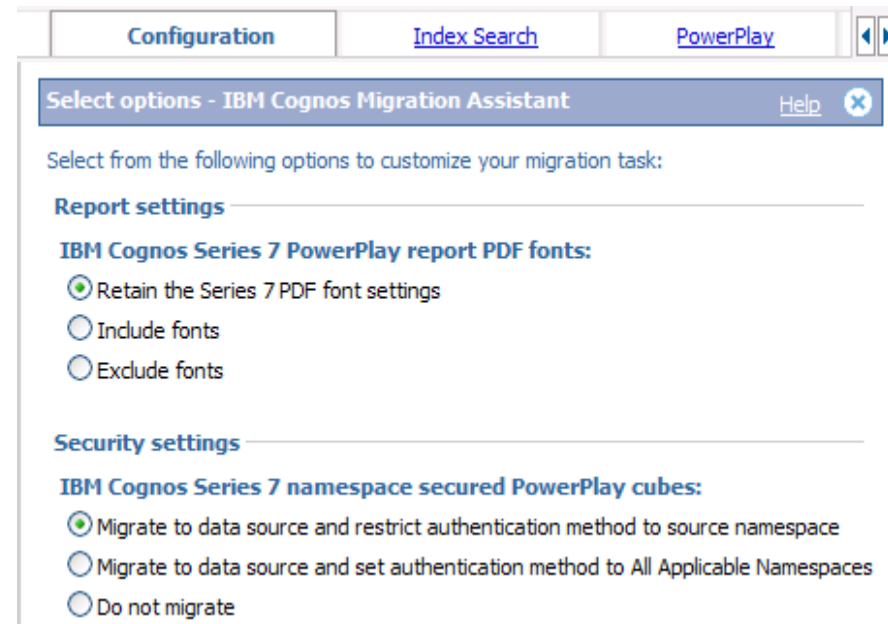 Configuration Index Search PowerPlay
Select options - IBM Cognos Migration Assistant Help
Select from the following options to customize your migration task:
Report settings
IBM Cognos Series 7 PowerPlay report PDF fonts:
Retain the Series 7 PDF font settings
Include fonts
Exclude fonts
Security settings
IBM Cognos Series 7 namespace secured PowerPlay cubes:
Migrate to data source and restrict authentication method to source namespace
Migrate to data source and set authentication method to All Applicable Namespaces
Do not migrate